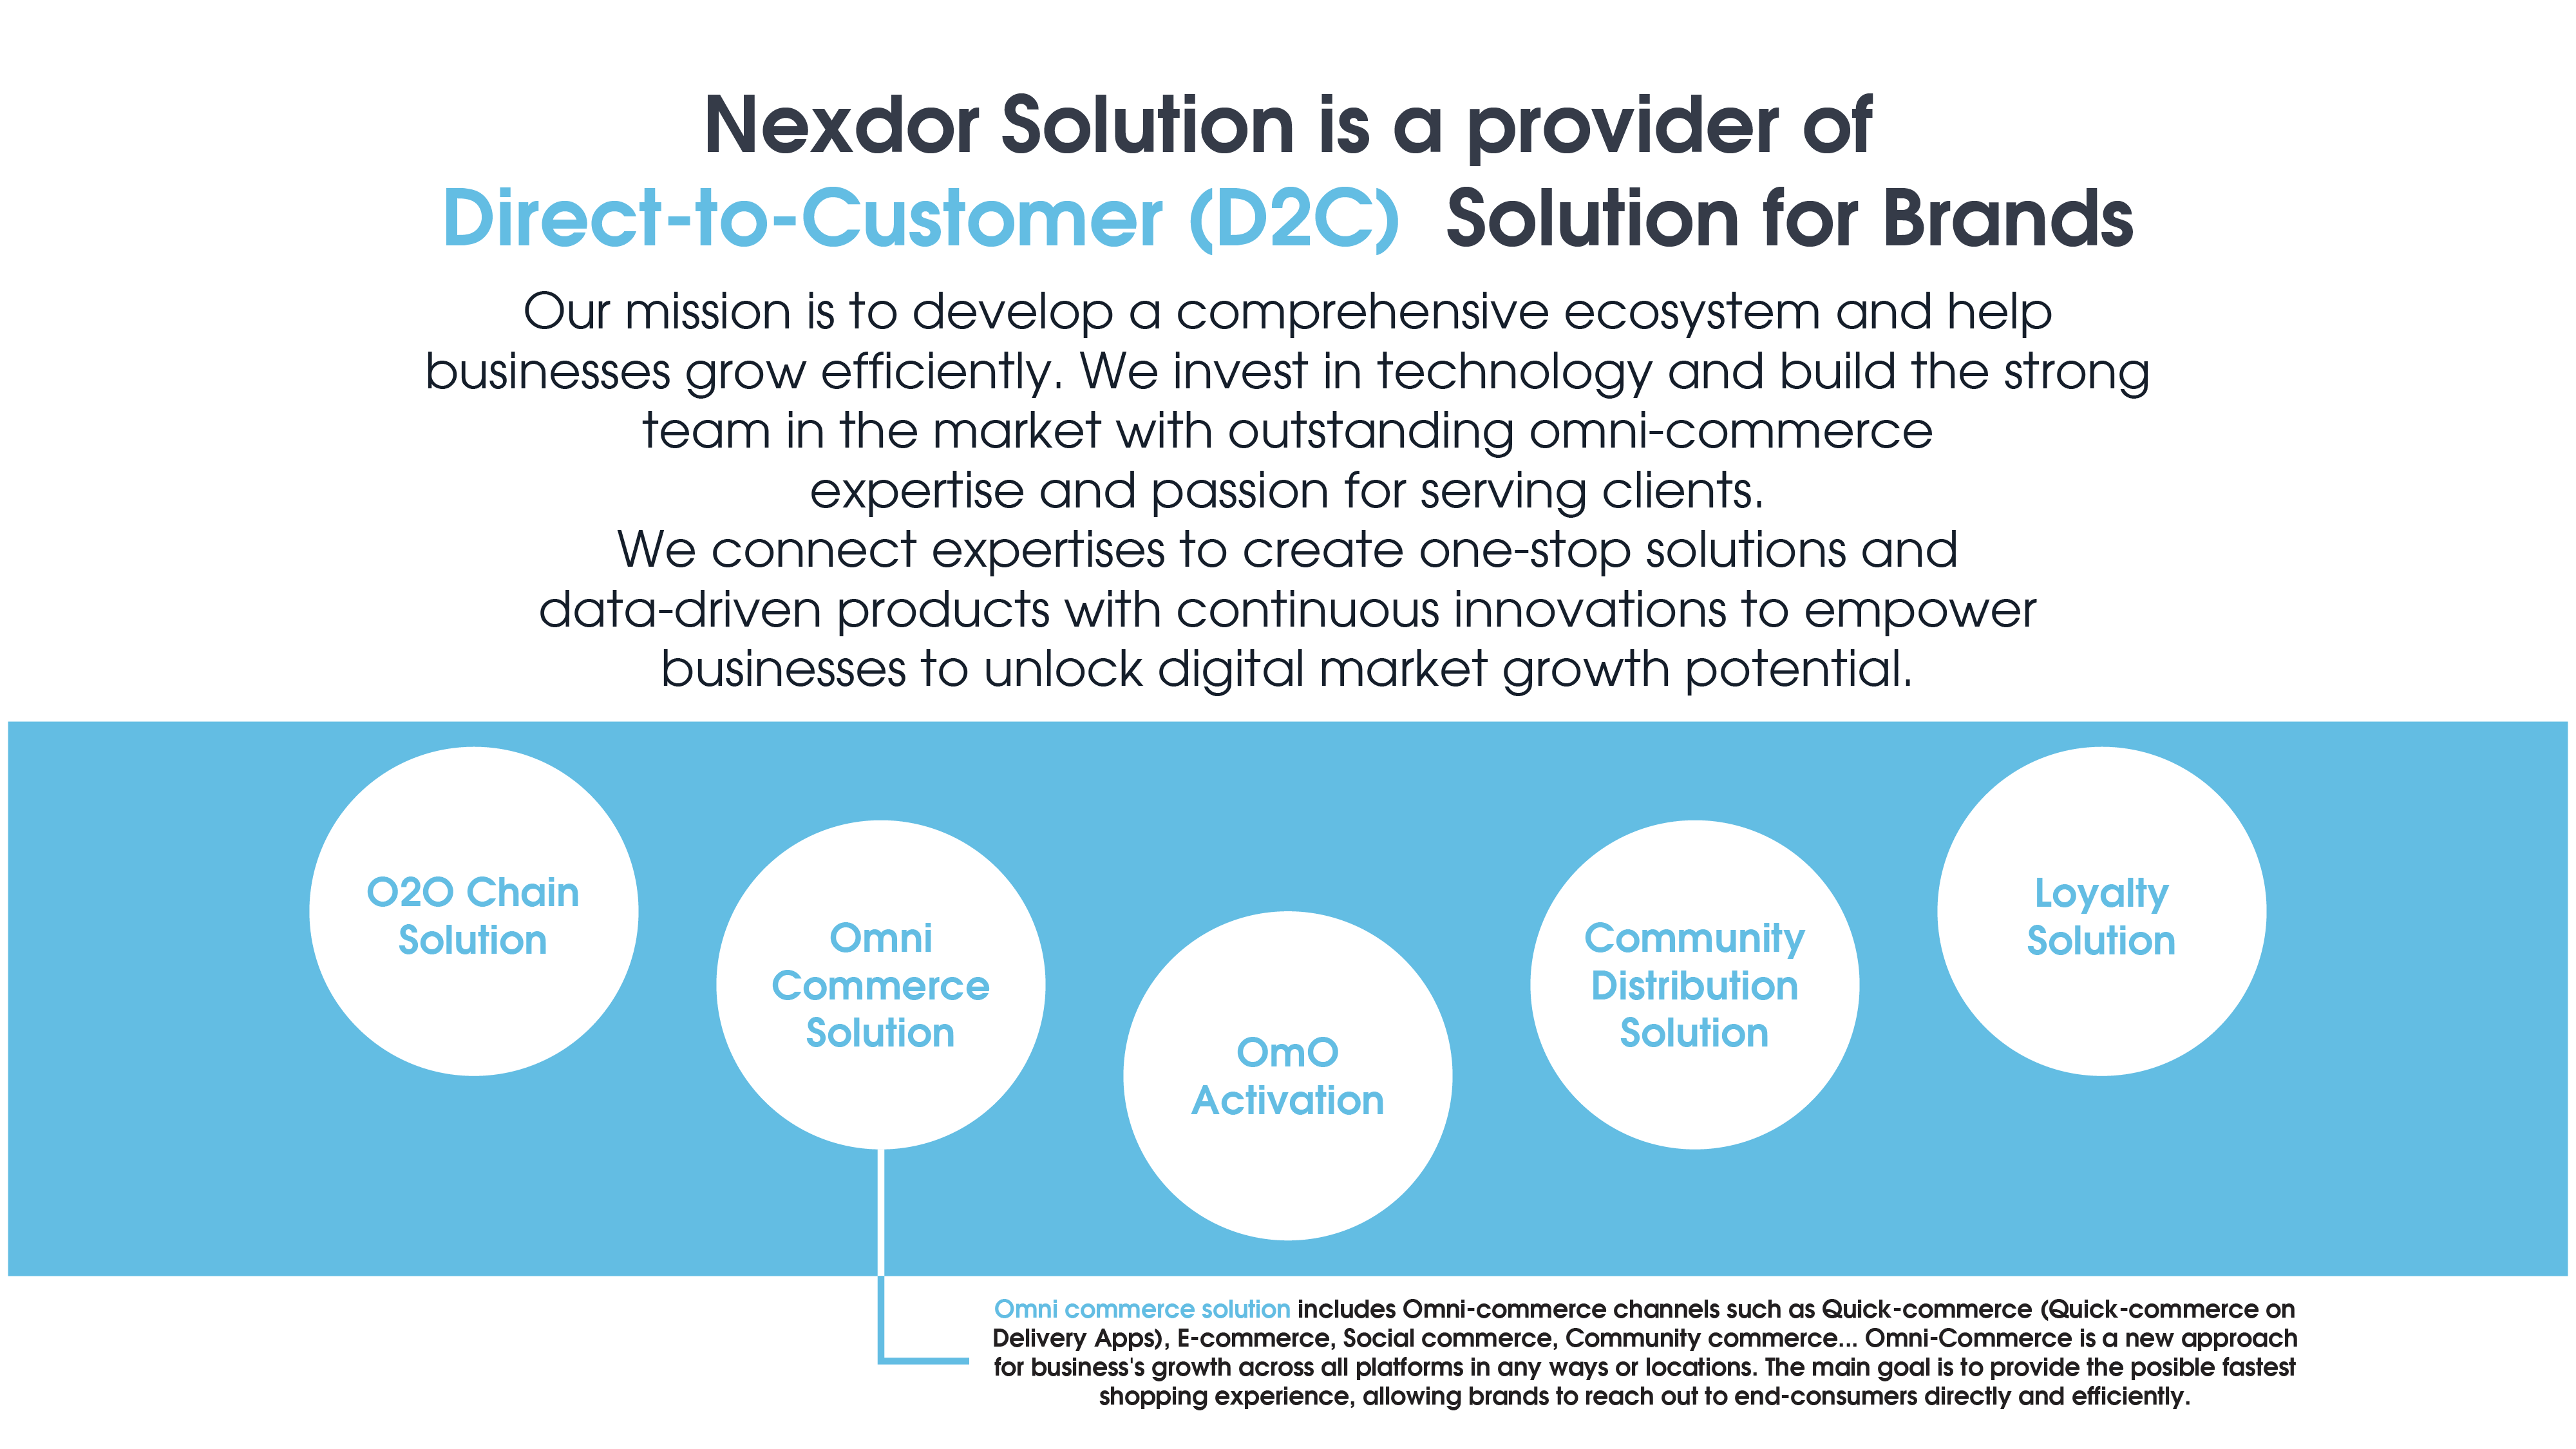 Nexdor Solution is a provider of
Direct-to-Customer (D2C) Solution for Brands
Our mission is to develop a comprehensive ecosystem and help
businesses grow efficiently. We invest in technology and build the strong
team in the market with outstanding omni-commerce
expertise and passion for serving clients.
We connect expertises to create one-stop solutions and
data-driven products with continuous innovations to empower
businesses to unlock digital market growth potential.
O2O Chain
Solution
Omni
Commerce
Solution
OmO
Activation
Community
Distribution
Solution
Loyalty
Solution
Omni commerce solution includes Omni-commerce channels such as Quick-commerce (Quick-commerce on
Delivery Apps), E-commerce, Social commerce, Community commerce... Omni-Commerce is a new approach
for business's growth across all platforms in any ways or locations. The main goal is to provide the posible fastest
shopping experience, allowing brands to reach out to end-consumers directly and efficiently.